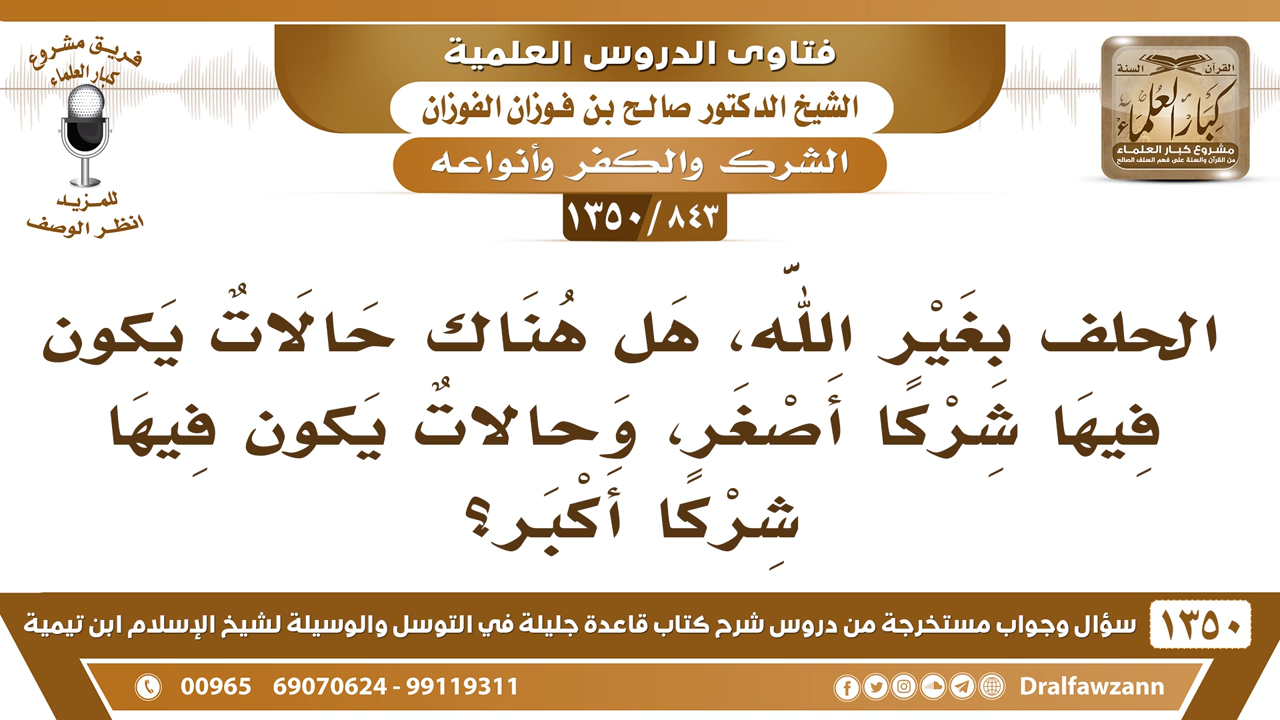 فتاوى الدروس العلمية
الشيخ الدكتور صالح بن فوزان الفوزان
الشرك والكفر وأنواعه
٨٤٣/١٣٥٠
فريق مشروع
كبار العلماء
للمزيد
انظر الوصف
القرآن السنة
كبار العلماء
مشروع كبار العلماء
من القرآن والسنة على فهم السلف الصالح
الحلف بِغَيْرِ اللَّه، هَل هُنَاك حَالَاتٌ يَكون
فِيهَا شَِرْكًا أَصْغَر، وَحالاتٌ يَكون فِيهَا
شِرْكًا أَكْبَر؟
١٣٥٠ سؤال وجواب مستخرجة من دروس شرح كتاب قاعدة جليلة في التوسل والوسيلة لشيخ الإسلام ابن تيمية
00965 69070624 - 99119311
Dralfawzann